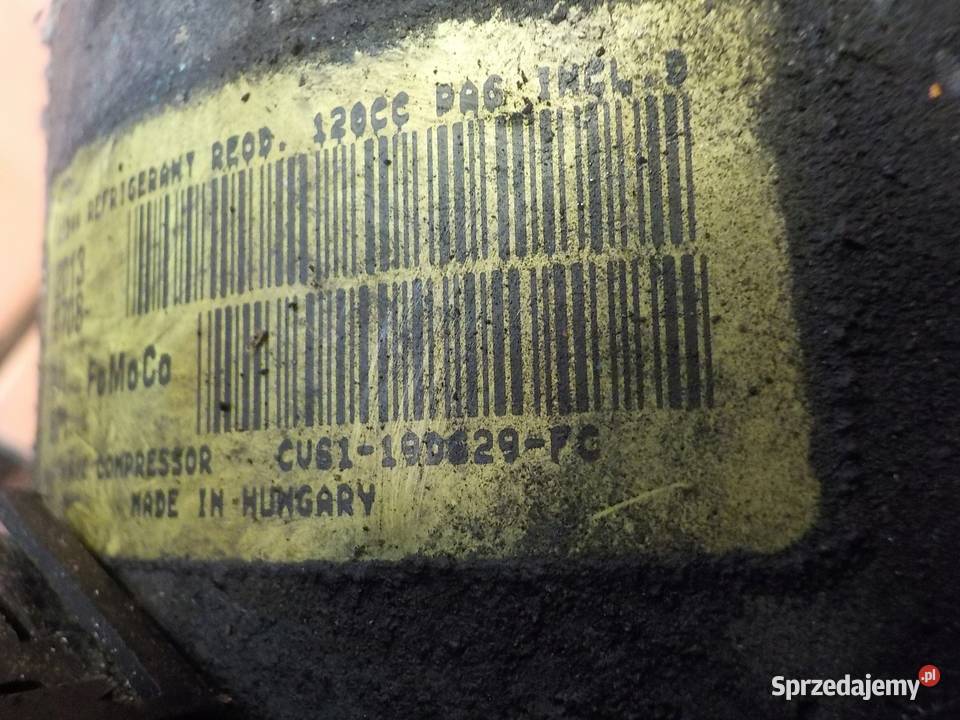 REFRIGERANT REQD. 120CC PAG INCL.
FoMoCo
COMPRESSOR CV61-19D629-FC
MADE IN HUNGARY
Sprzedajemy.pl